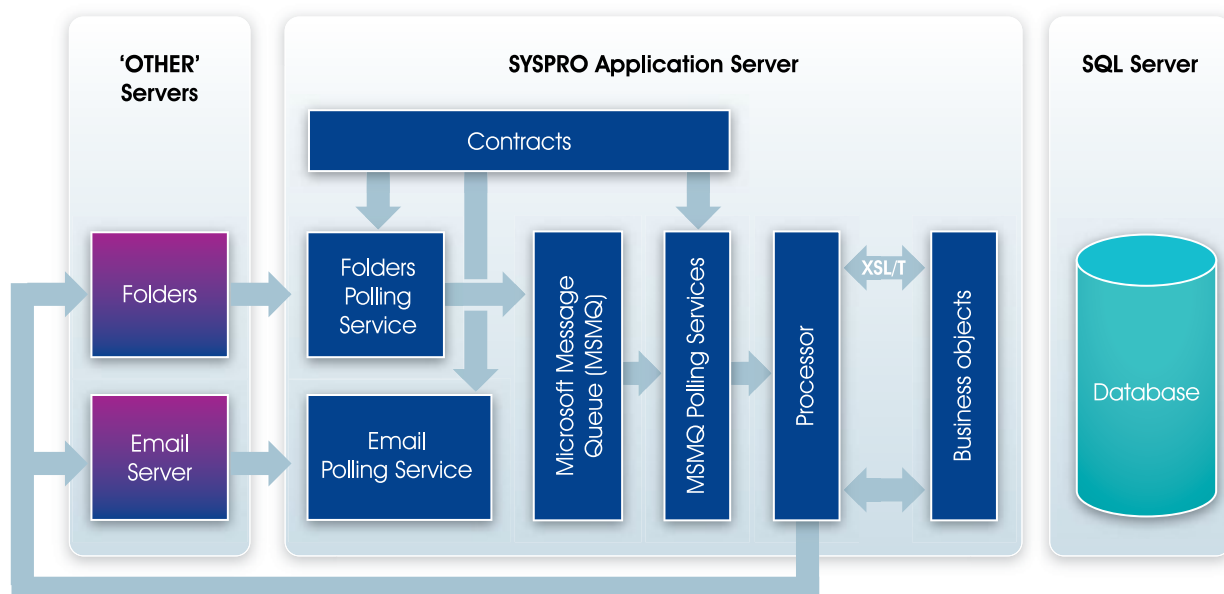 ‘OTHER’
Servers
SYSPRO Application Server
SQL Server
Contracts
Folders
Folders
Polling
Service
Email
Server
Email
Polling Service
Microsoft Message
Queue (MSMQ)
MSMQ Polling Services
Processor
XSL/T
Business objects
Database